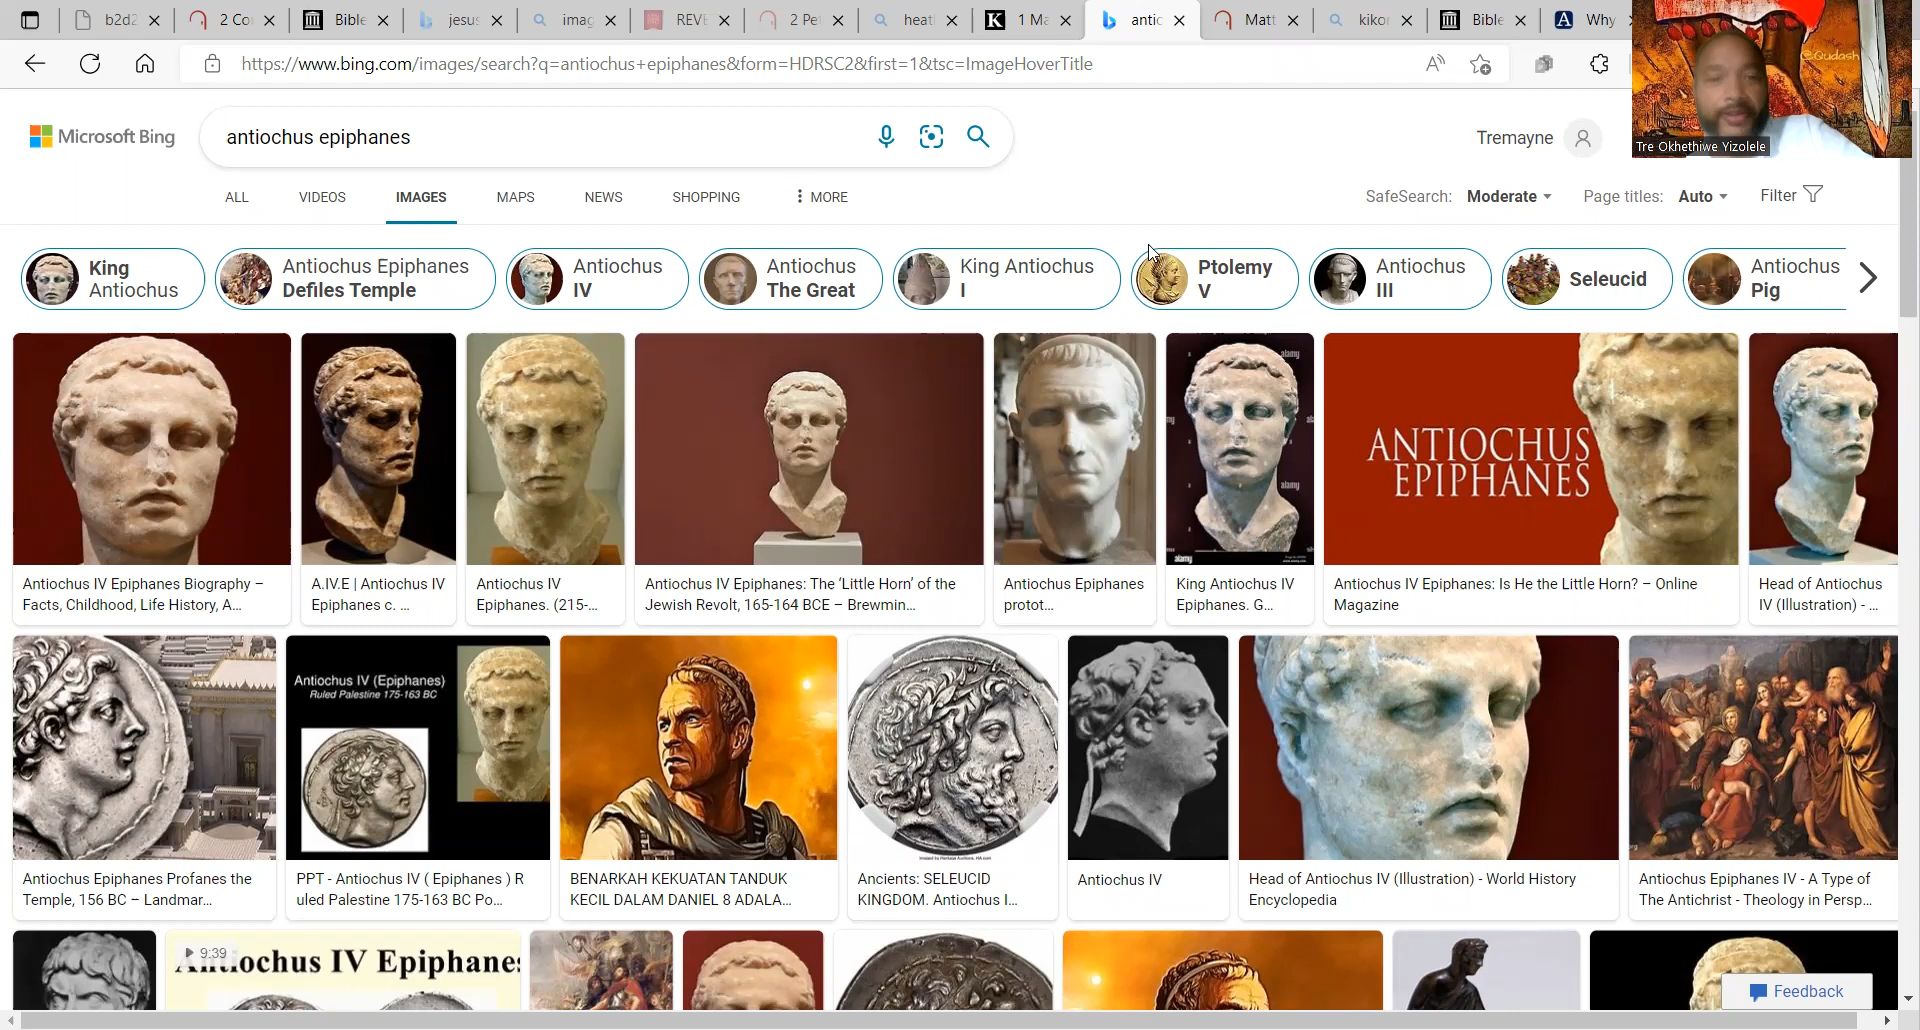 b2d2
2 Co
Bible
jesus
imag
REVE
2 Pet
heatl
1 Ma
antic
Matt
kikor
Bible
Why
https://www.bing.com/images/search?q=antiochus+epiphanes&form=HDRSC2&first=1&tsc=ImageHoverTitle
@Qudash
Tre Okhethiwe Yizolele
Microsoft Bing
antiochus epiphanes
Tremayne
ALL
VIDEOS
IMAGES
MAPS
NEWS
SHOPPING
MORE
SafeSearch: Moderate
Page titles: Auto
Filter
King
Antiochus
Antiochus Epiphanes
Defiles Temple
Antiochus
IV
Antiochus
The Great
King Antiochus
I
Ptolemy
V
Antiochus
III
Seleucid
Antiochus
Pig
ANTIOCHUS
EPIPHANES
alamy
alamy
alamy
Antiochus IV Epiphanes Biography –
Facts, Childhood, Life History, A...
A.IV.E | Antiochus IV
Epiphanes c. ...
Antiochus IV
Epiphanes. (215-...
Antiochus IV Epiphanes: The ‘Little Horn’ of the
Jewish Revolt, 165-164 BCE – Brewmin...
Antiochus Epiphanes
protot...
King Antiochus IV
Epiphanes. G...
Antiochus IV Epiphanes: Is He the Little Horn? – Online
Magazine
Head of Antiochus
IV (Illustration) - ...
Antiochus IV (Epiphanes)
Ruled Palestine 175-163 BC
Antiochus Epiphanes Profanes the
Temple, 156 BC – Landmar...
PPT - Antiochus IV ( Epiphanes ) R
uled Palestine 175-163 BC Po...
BENARKAH KEKUATAN TANDUK
KECIL DALAM DANIEL 8 ADALA...
Ancients: SELEUCID
KINGDOM. Antiochus I...
Antiochus IV
Head of Antiochus IV (Illustration) - World History
Encyclopedia
Antiochus Epiphanes IV - A Type of
The Antichrist - Theology in Persp...
9:39
Antiochus IV Epiphanes
Feedback